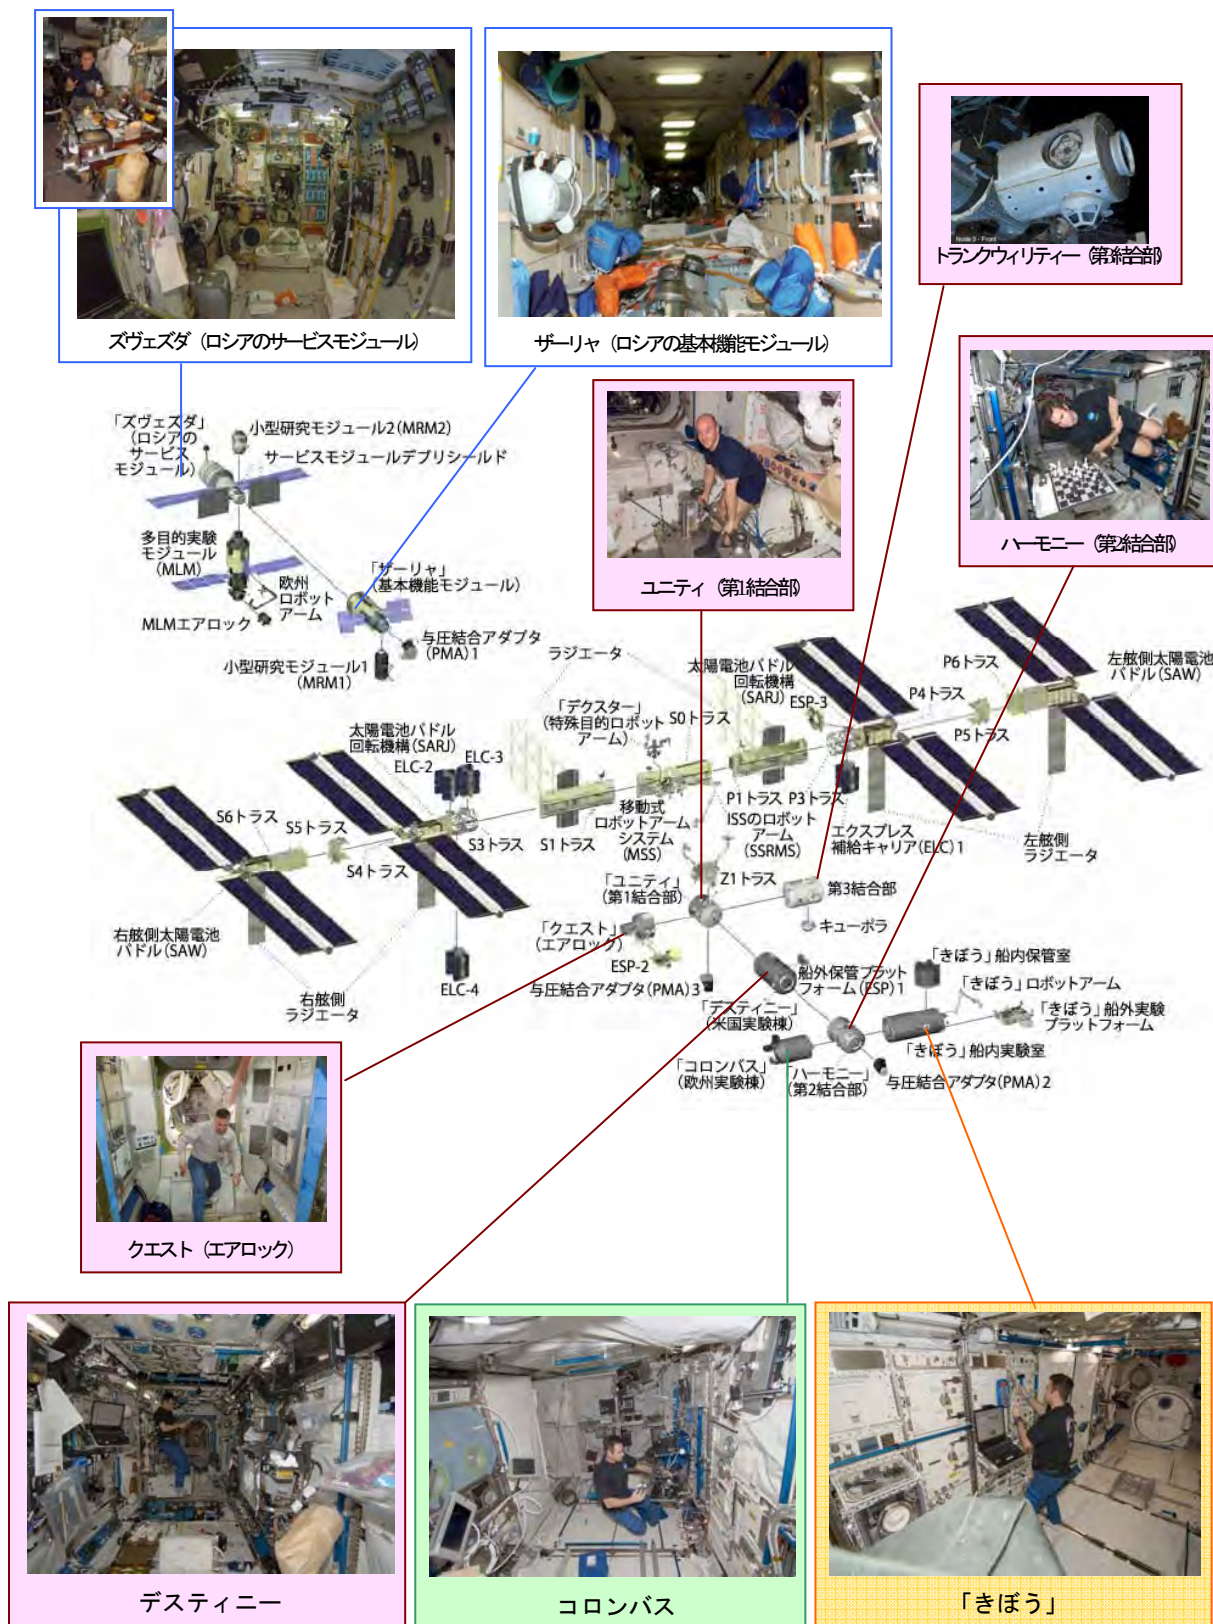 ズヴェズダ（ロシアのサービスモジュール）
ザーリャ（ロシアの基本機能モジュール）
Node 3 - Front
トランクウィリティー（第3結合部）
ハーモニー（第2結合部）
ユニティ（第1結合部）
「ズヴェズダ」
（ロシアの
サービス
モジュール）
小型研究モジュール2（MRM2）
サービスモジュールデブリシールド
多目的実験
モジュール
（MLM）
欧州
ロボット
アーム
MLMエアロック
「ザーリャ」
（基本機能モジュール）
与圧結合アダプタ
（PMA）1
小型研究モジュール1
（MRM1）
ラジエータ
「デクスター」
（特殊目的ロボット
アーム）
S0トラス
太陽電池パドル
回転機構
（SARJ）
ESP-3
P6トラス
P4トラス
P5トラス
左舷側太陽電池
パドル（SAW）
太陽電池パドル
回転機構（SARJ）
ELC-2
ELC-3
S6トラス
S5トラス
S4トラス
S3トラス
S1トラス
移動式
ロボットアーム
システム
（MSS）
P1トラス
P3トラス
ISSのロボット
アーム
（SSRMS）
エクスプレス
補給キャリア（ELC）1
左舷側
ラジエータ
Z1トラス
「ユニティ」
（第1結合部）
第3結合部
キューポラ
「クエスト」
（エアロック）
ESP-2
与圧結合アダプタ（PMA）3
右舷側太陽電池
パドル（SAW）
右舷側
ラジエータ
ELC-4
船外保管プラット
フォーム（ESP）1
「デスティニー」
（米国実験棟）
「きぼう」船内保管室
「きぼう」ロボットアーム
「きぼう」船外実験
プラットフォーム
「きぼう」船内実験室
「コロンバス」
（欧州実験棟）
「ハーモニー」
（第2結合部）
与圧結合アダプタ（PMA）2
クエスト（エアロック）
デスティニー
コロンバス
「きぼう」